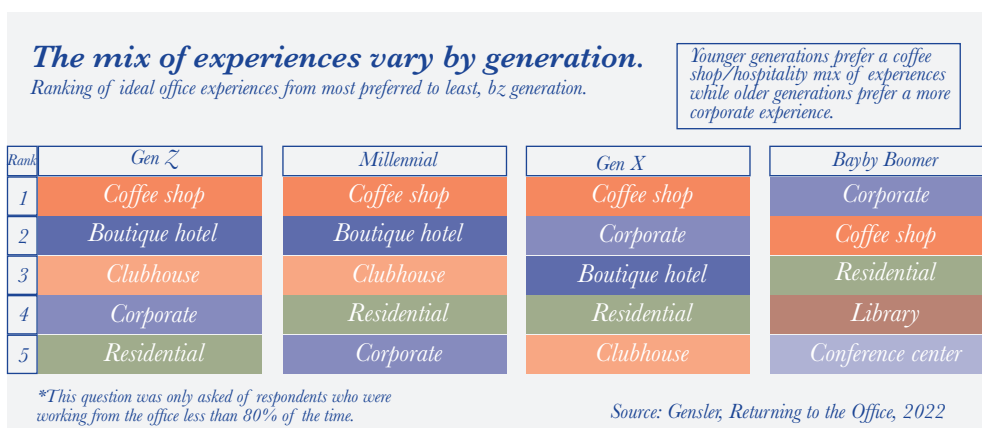 The mix of experiences vary by generation.
Ranking of ideal office experiences from most preferred to least, bz generation.
Younger generations prefer a coffee
shop/hospitality mix of experiences
while older generations prefer a more
corporate experience.
Rank Gen Z Millennial Gen X Bayby Boomer
1 Coffee shop Coffee shop Coffee shop Corporate
2 Boutique hotel Boutique hotel Corporate Coffee shop
3 Clubhouse Clubhouse Boutique hotel Residential
4 Corporate Residential Residential Library
5 Residential Corporate Clubhouse Conference center
*This question was only asked of respondents who were
working from the office less than 80% of the time.
Source: Gensler, Returning to the Office, 2022